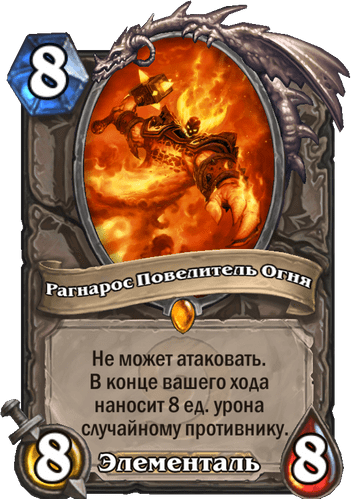 8
Рагнарос Повелитель Огня
Не может атаковать.
В конце вашего хода
наносит 8 ед. урона
случайному противнику.
8 Элементаль 8